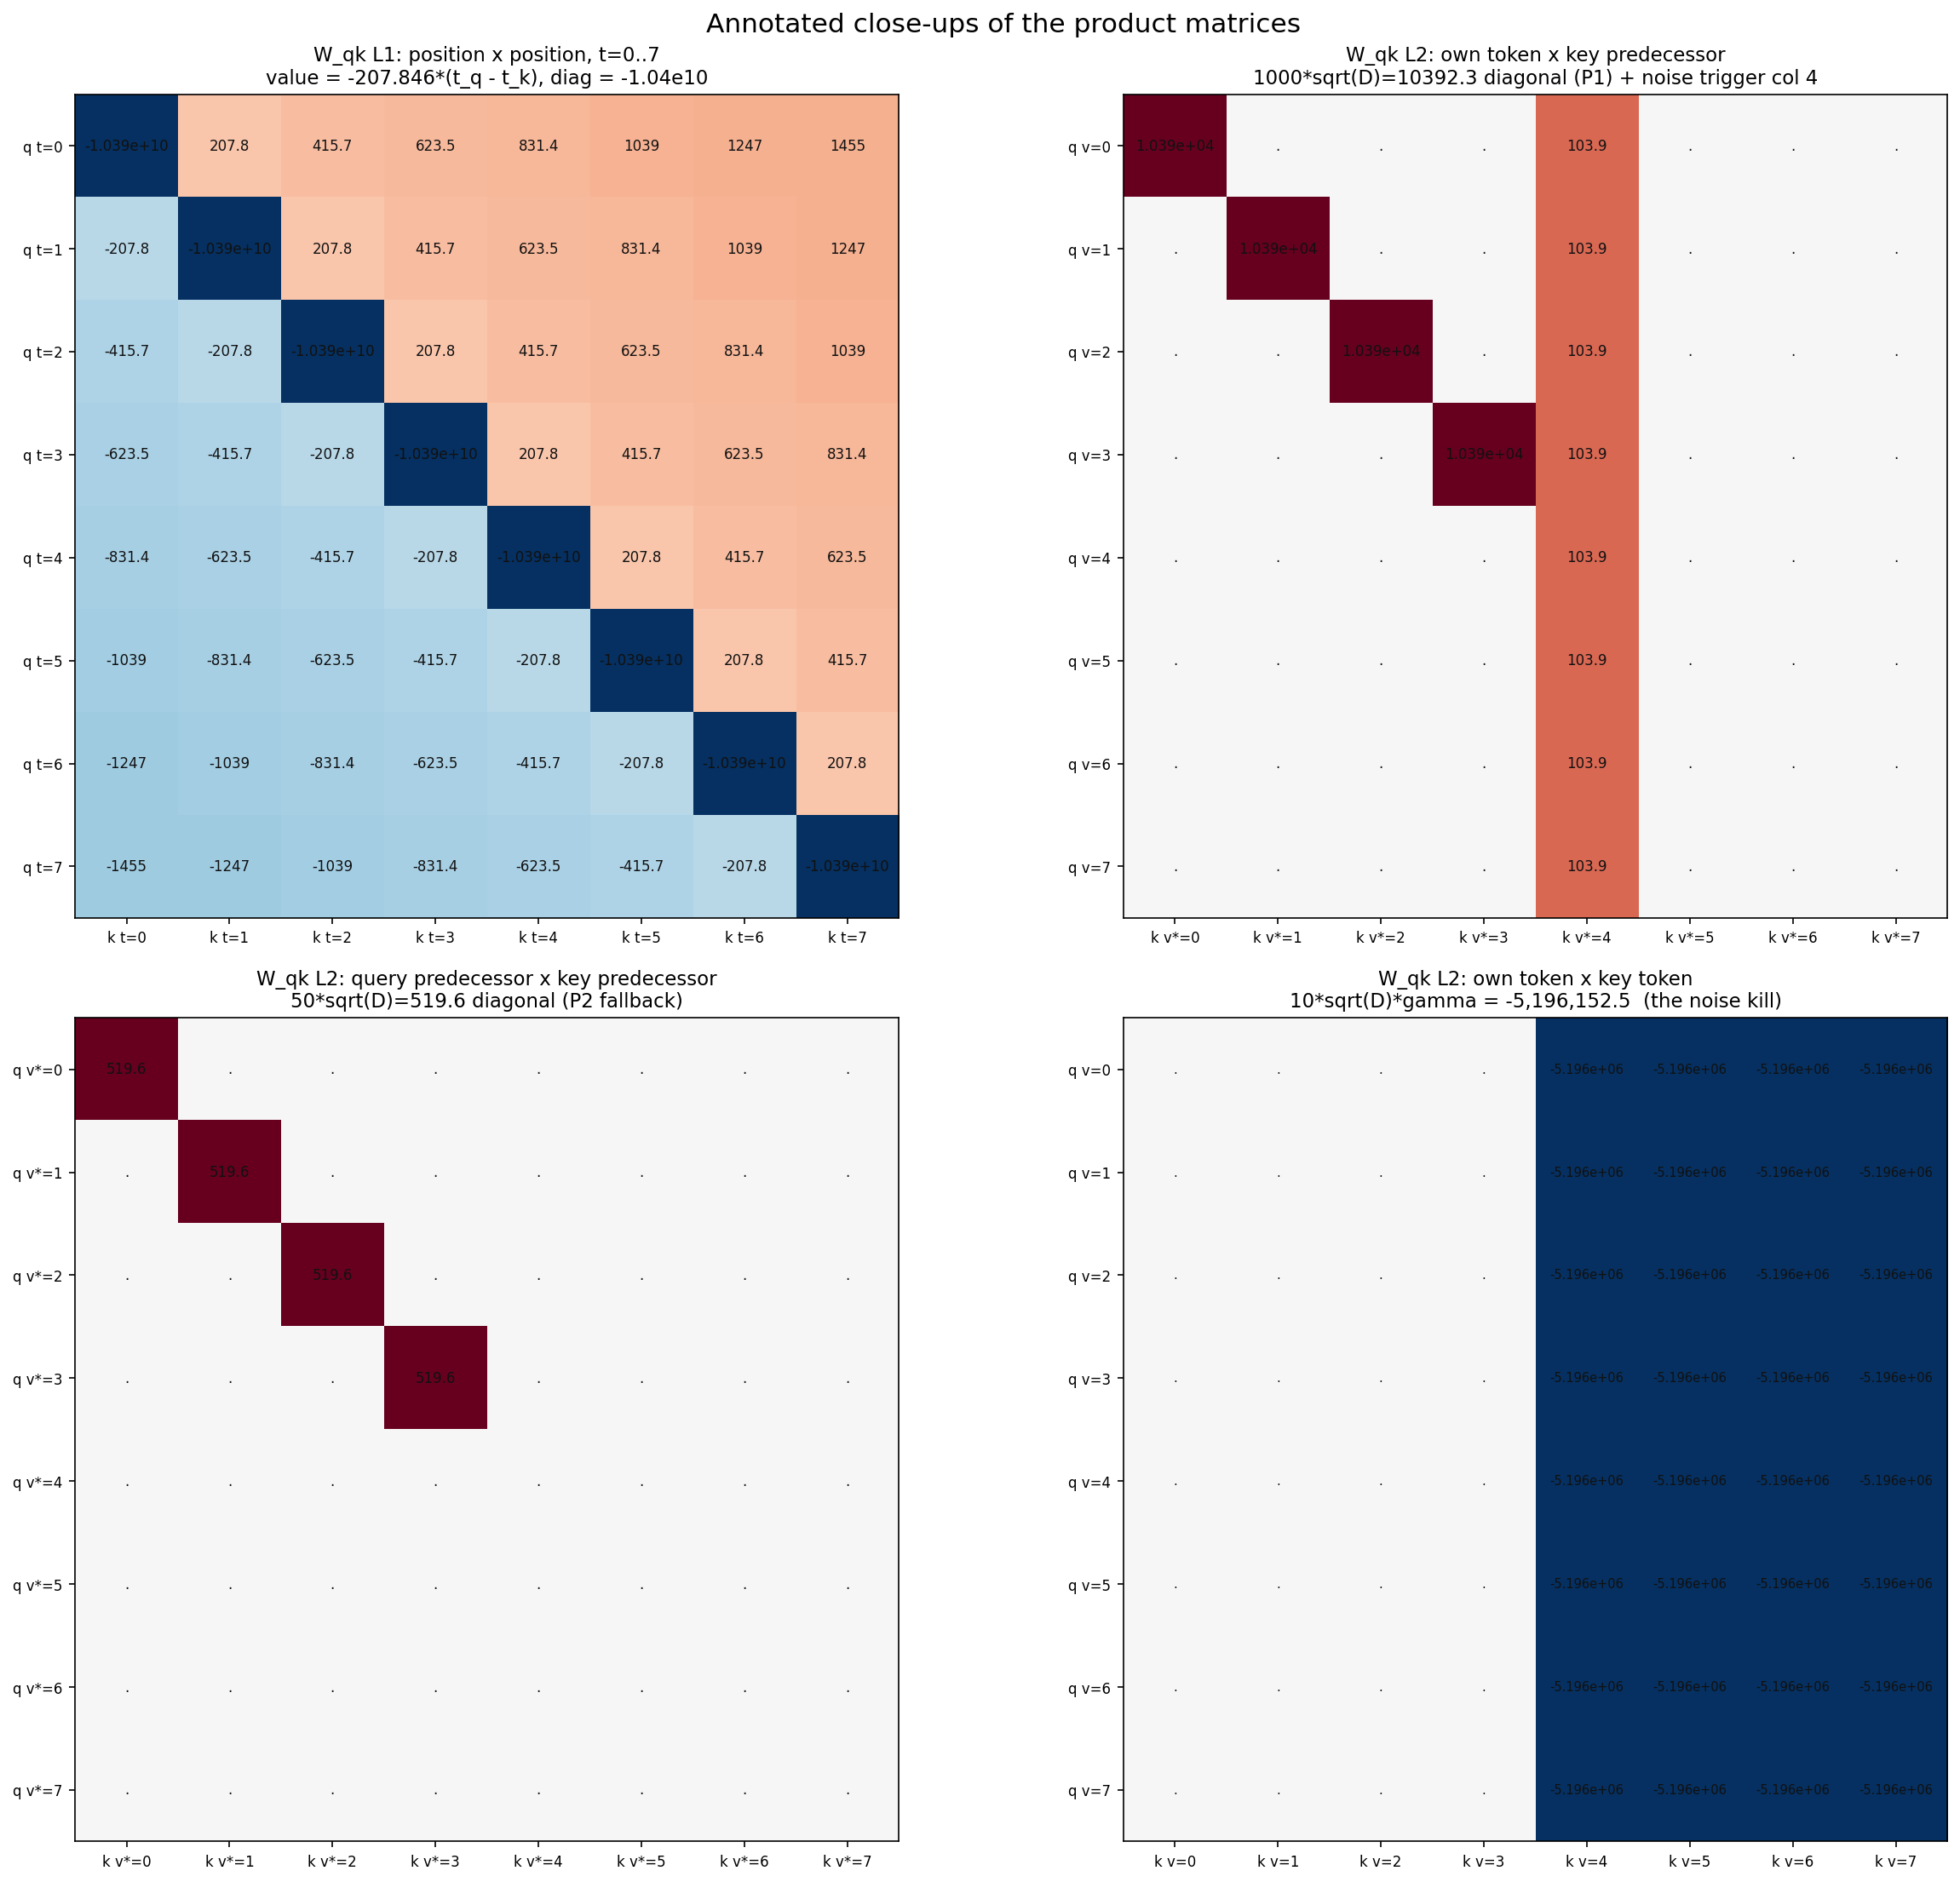 Annotated close-ups of the product matrices
W_qk L1: position x position, t=0..7
value = -207.846*(t_q - t_k), diag = -1.04e10
q t=0 -1.039e+10 207.8 415.7 623.5 831.4 1039 1247 1455
q t=1 -207.8 -1.039e+10 207.8 415.7 623.5 831.4 1039 1247
q t=2 -415.7 -207.8 -1.039e+10 207.8 415.7 623.5 831.4 1039
q t=3 -623.5 -415.7 -207.8 -1.039e+10 207.8 415.7 623.5 831.4
q t=4 -831.4 -623.5 -415.7 -207.8 -1.039e+10 207.8 415.7 623.5
q t=5 -1039 -831.4 -623.5 -415.7 -207.8 -1.039e+10 207.8 415.7
q t=6 -1247 -1039 -831.4 -623.5 -415.7 -207.8 -1.039e+10 207.8
q t=7 -1455 -1247 -1039 -831.4 -623.5 -415.7 -207.8 -1.039e+10
k t=0 k t=1 k t=2 k t=3 k t=4 k t=5 k t=6 k t=7
W_qk L2: own token x key predecessor
1000*sqrt(D)=10392.3 diagonal (P1) + noise trigger col 4
q v=0 1.039e+04 . . . 103.9 . . .
q v=1 . 1.039e+04 . . 103.9 . . .
q v=2 . . 1.039e+04 . 103.9 . . .
q v=3 . . . 1.039e+04 103.9 . . .
q v=4 . . . . 103.9 . . .
q v=5 . . . . 103.9 . . .
q v=6 . . . . 103.9 . . .
q v=7 . . . . 103.9 . . .
k v*=0 k v*=1 k v*=2 k v*=3 k v*=4 k v*=5 k v*=6 k v*=7
W_qk L2: query predecessor x key predecessor
50*sqrt(D)=519.6 diagonal (P2 fallback)
q v*=0 519.6 . . . . . . .
q v*=1 . 519.6 . . . . . .
q v*=2 . . 519.6 . . . . .
q v*=3 . . . 519.6 . . . .
q v*=4 . . . . . . . .
q v*=5 . . . . . . . .
q v*=6 . . . . . . . .
q v*=7 . . . . . . . .
k v*=0 k v*=1 k v*=2 k v*=3 k v*=4 k v*=5 k v*=6 k v*=7
W_qk L2: own token x key token
10*sqrt(D)*gamma = -5,196,152.5 (the noise kill)
q v=0 . . . . -5.196e+06 -5.196e+06 -5.196e+06 -5.196e+06
q v=1 . . . . -5.196e+06 -5.196e+06 -5.196e+06 -5.196e+06
q v=2 . . . . -5.196e+06 -5.196e+06 -5.196e+06 -5.196e+06
q v=3 . . . . -5.196e+06 -5.196e+06 -5.196e+06 -5.196e+06
q v=4 . . . . -5.196e+06 -5.196e+06 -5.196e+06 -5.196e+06
q v=5 . . . . -5.196e+06 -5.196e+06 -5.196e+06 -5.196e+06
q v=6 . . . . -5.196e+06 -5.196e+06 -5.196e+06 -5.196e+06
q v=7 . . . . -5.196e+06 -5.196e+06 -5.196e+06 -5.196e+06
k v=0 k v=1 k v=2 k v=3 k v=4 k v=5 k v=6 k v=7